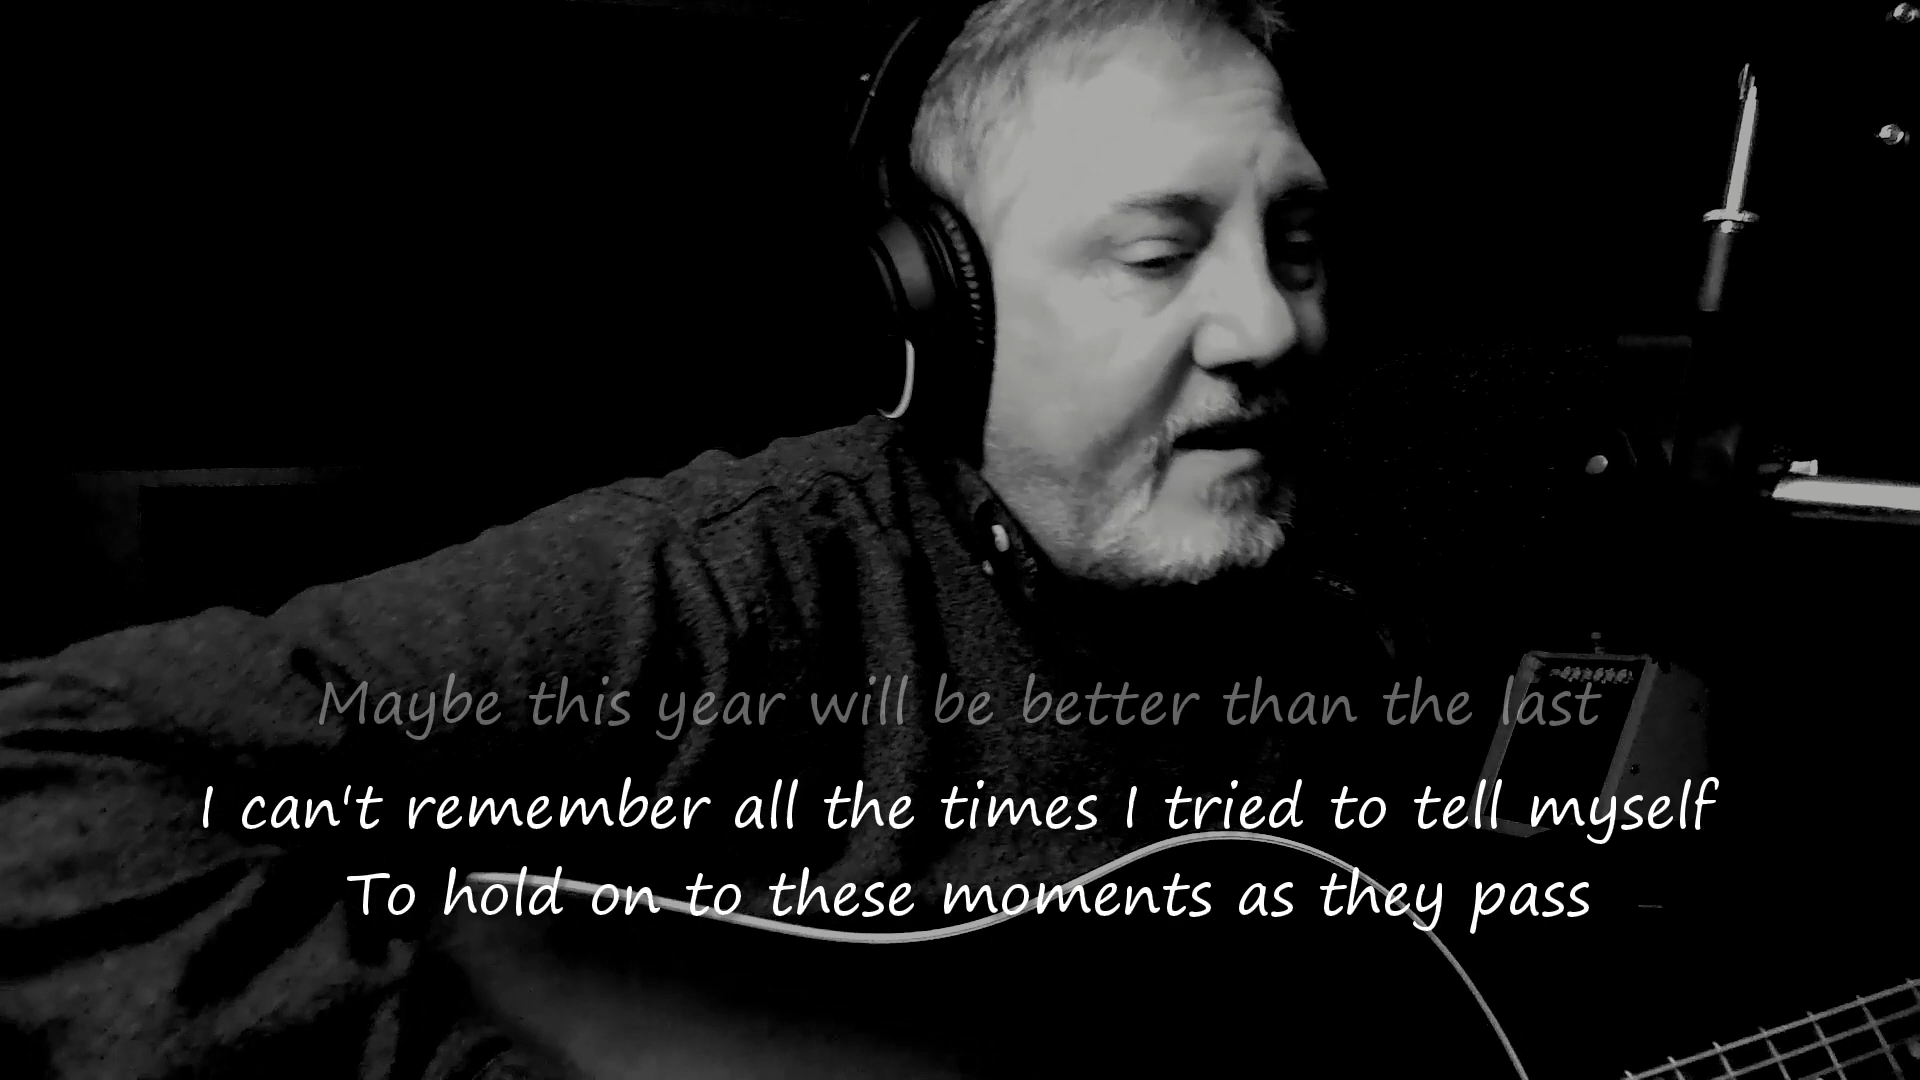 Maybe this year will be better than the last
I can't remember all the times I tried to tell myself
To hold on to these moments as they pass